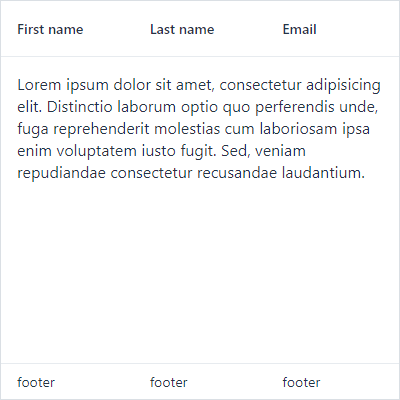 First name Last name Email
Lorem ipsum dolor sit amet, consectetur adipisicing
elit. Distinctio laborum optio quo perferendis unde,
fuga reprehenderit molestias cum laboriosam ipsa
enim voluptatem iusto fugit. Sed, veniam
repudiandae consectetur recusandae laudantium.
footer footer footer